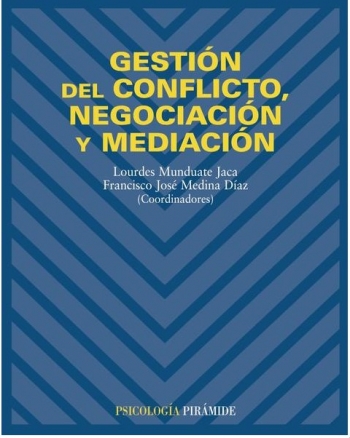 GESTIÓN
DEL CONFLICTO,
NEGOCIACIÓN
Y MEDIACIÓN
Lourdes Munduate Jaca
Francisco José Medina Díaz
(Coordinadores)
PSICOLOGÍA PIRÁMIDE